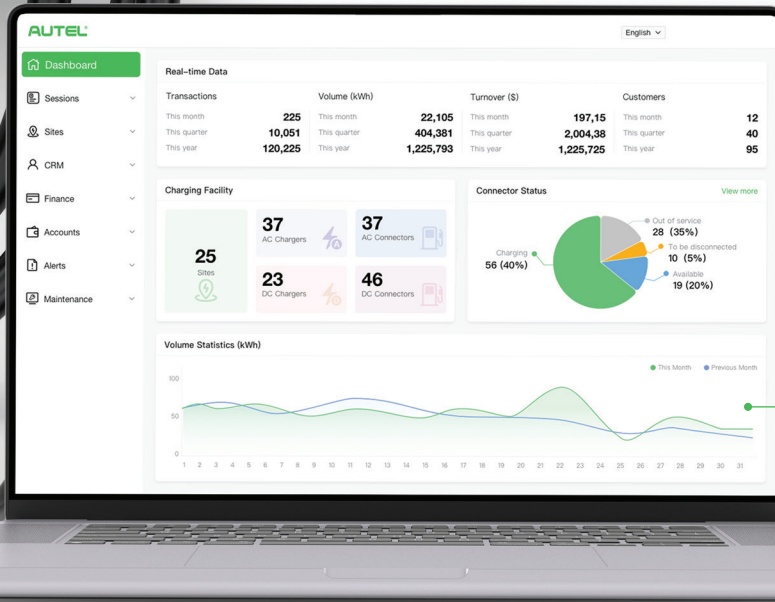 AUTEL
English
Dashboard
Sessions
Sites
CRM
Finance
Accounts
Alerts
Maintenance
Real-time Data
Transactions
This month 225
This quarter 10,051
This year 120,225
Volume (kWh)
This month 22,105
This quarter 404,381
This year 1,225,793
Turnover ($)
This month 197,15
This quarter 2,004,38
This year 1,225,725
Customers
This month 12
This quarter 40
This year 95
Charging Facility
25
Sites
37
AC Chargers
37
AC Connectors
23
DC Chargers
46
DC Connectors
Connector Status
View more
Charging
56 (40%)
Out of service
28 (35%)
To be disconnected
10 (5%)
Available
19 (20%)
Volume Statistics (kWh)
This Month Previous Month
100
50
0
1 2 3 4 5 6 7 8 9 10 11 12 13 14 15 16 17 18 19 20 21 22 23 24 25 26 27 28 29 30 31